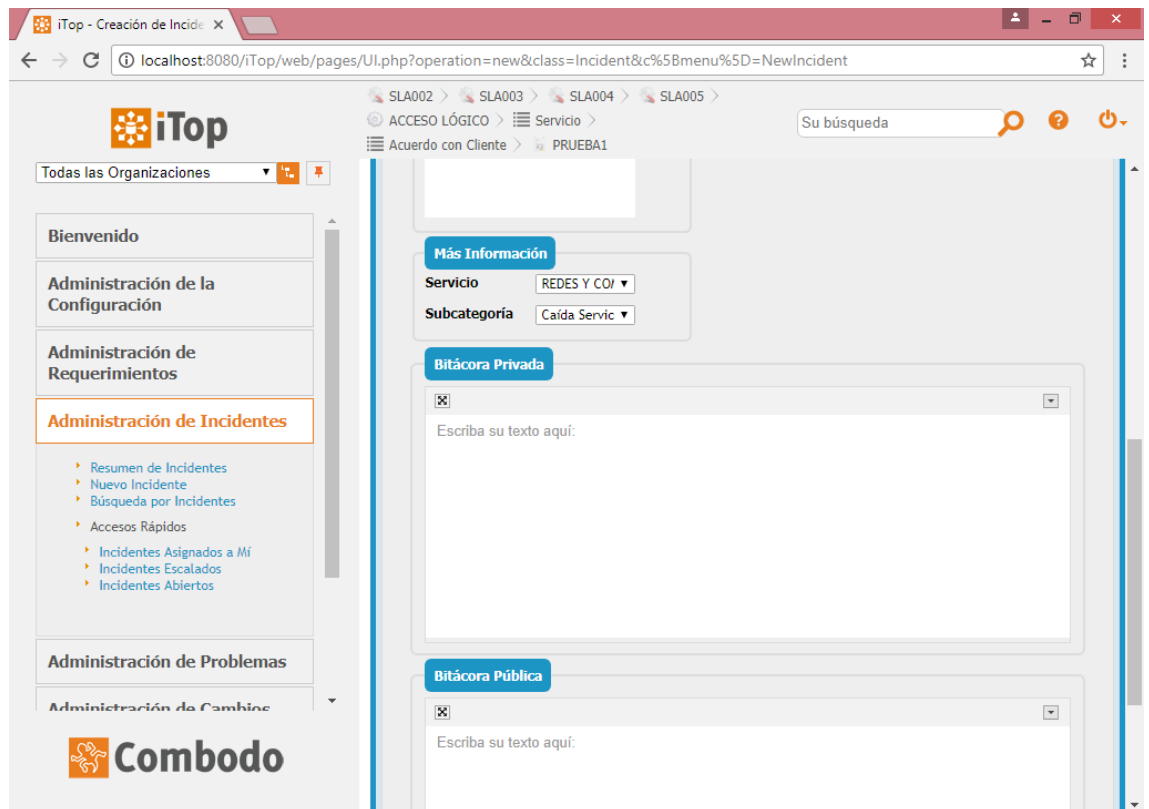 iTop - Creación de Incide
localhost:8080/iTop/web/pages/UI.php?operation=new&class=Incident&c%5Bmenu%5D=NewIncident
iTop
Todas las Organizaciones
SLA002 > SLA003 > SLA004 > SLA005 >
ACCESO LÓGICO > Servicio >
Acuerdo con Cliente > PRUEBA1
Su búsqueda
Bienvenido
Administración de la
Configuración
Administración de
Requerimientos
Administración de Incidentes
Resumen de Incidentes
Nuevo Incidente
Búsqueda por Incidentes
Accesos Rápidos
Incidentes Asignados a Mí
Incidentes Escalados
Incidentes Abiertos
Administración de Problemas
Administración de Cambios
Combodo
Más Información
Servicio REDES Y CO
Subcategoría Caída Servic
Bitácora Privada
Escriba su texto aquí:
Bitácora Pública
Escriba su texto aquí: